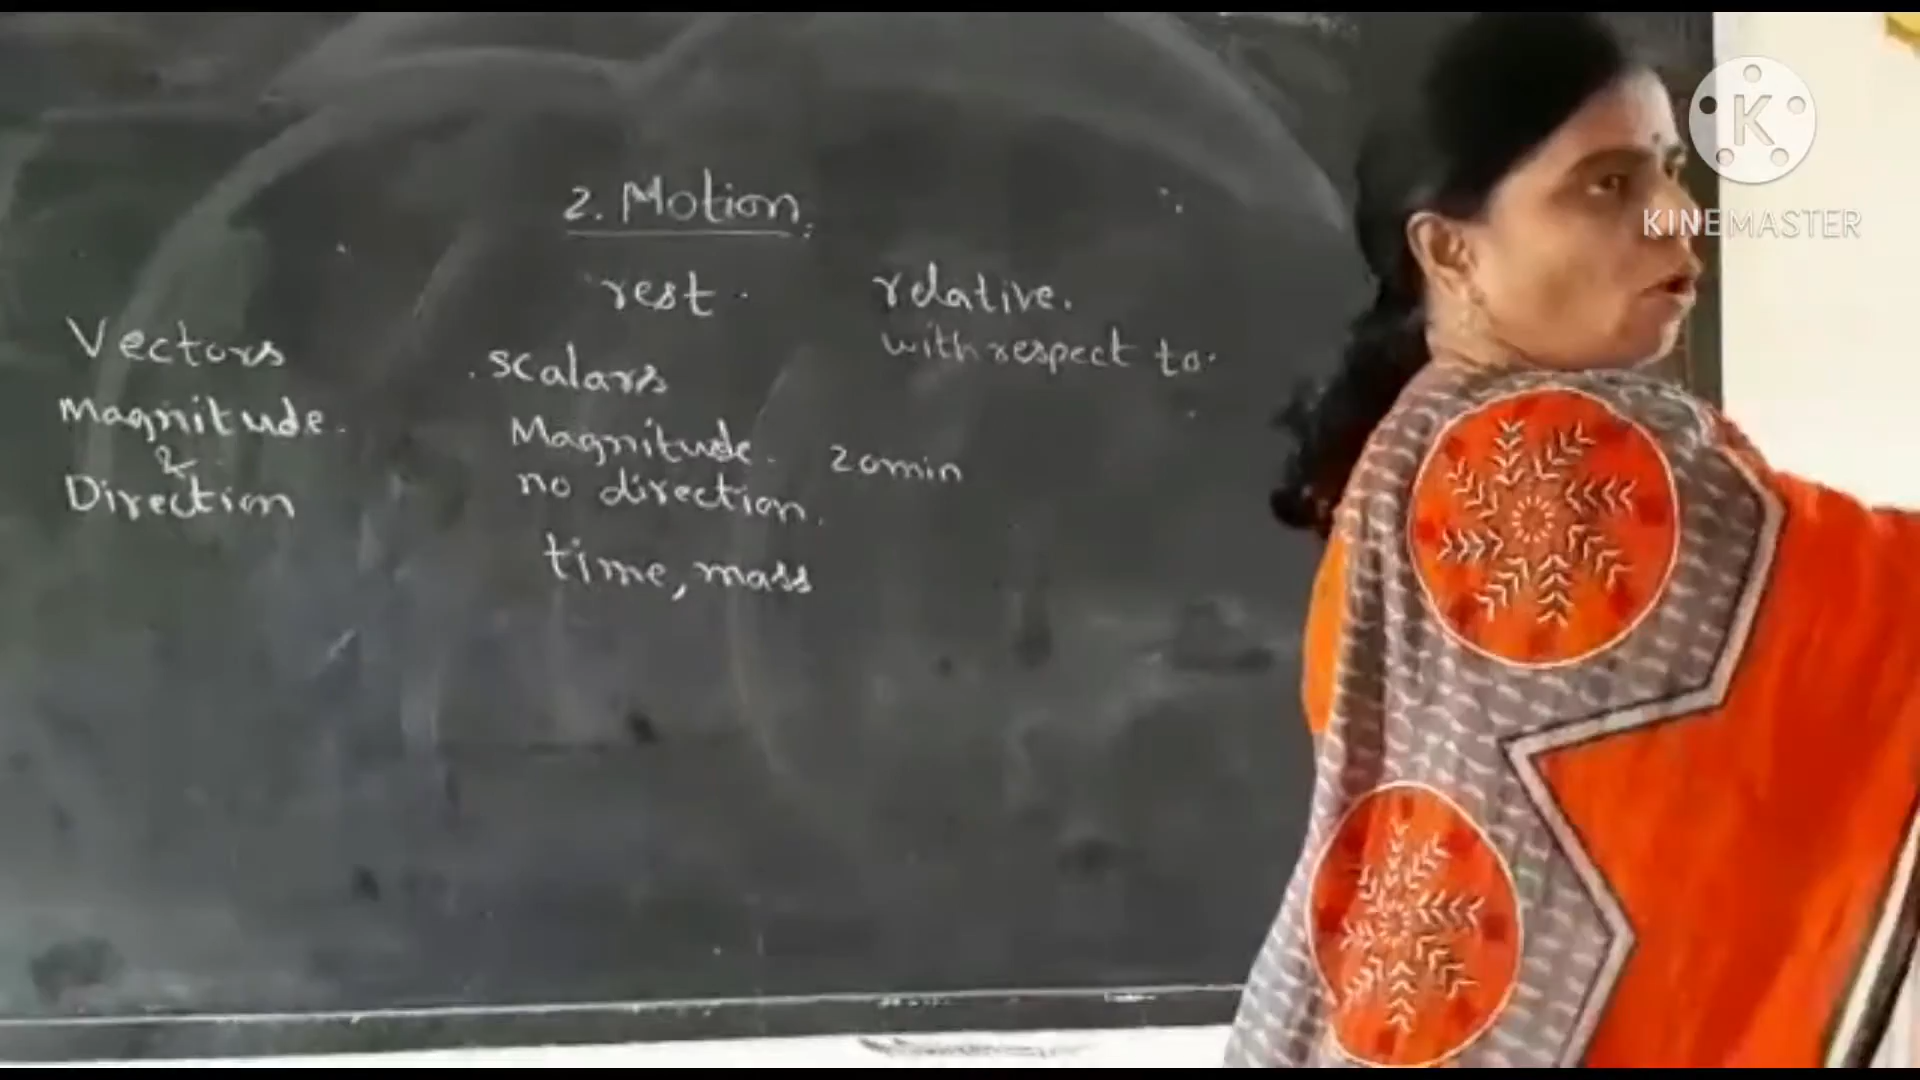 2. Motion.
rest.
relative.
with respect to.
Vectors
Magnitude.
&
Direction
scalars
Magnitude. 20min
no direction.
time, mass
K
KINEMASTER